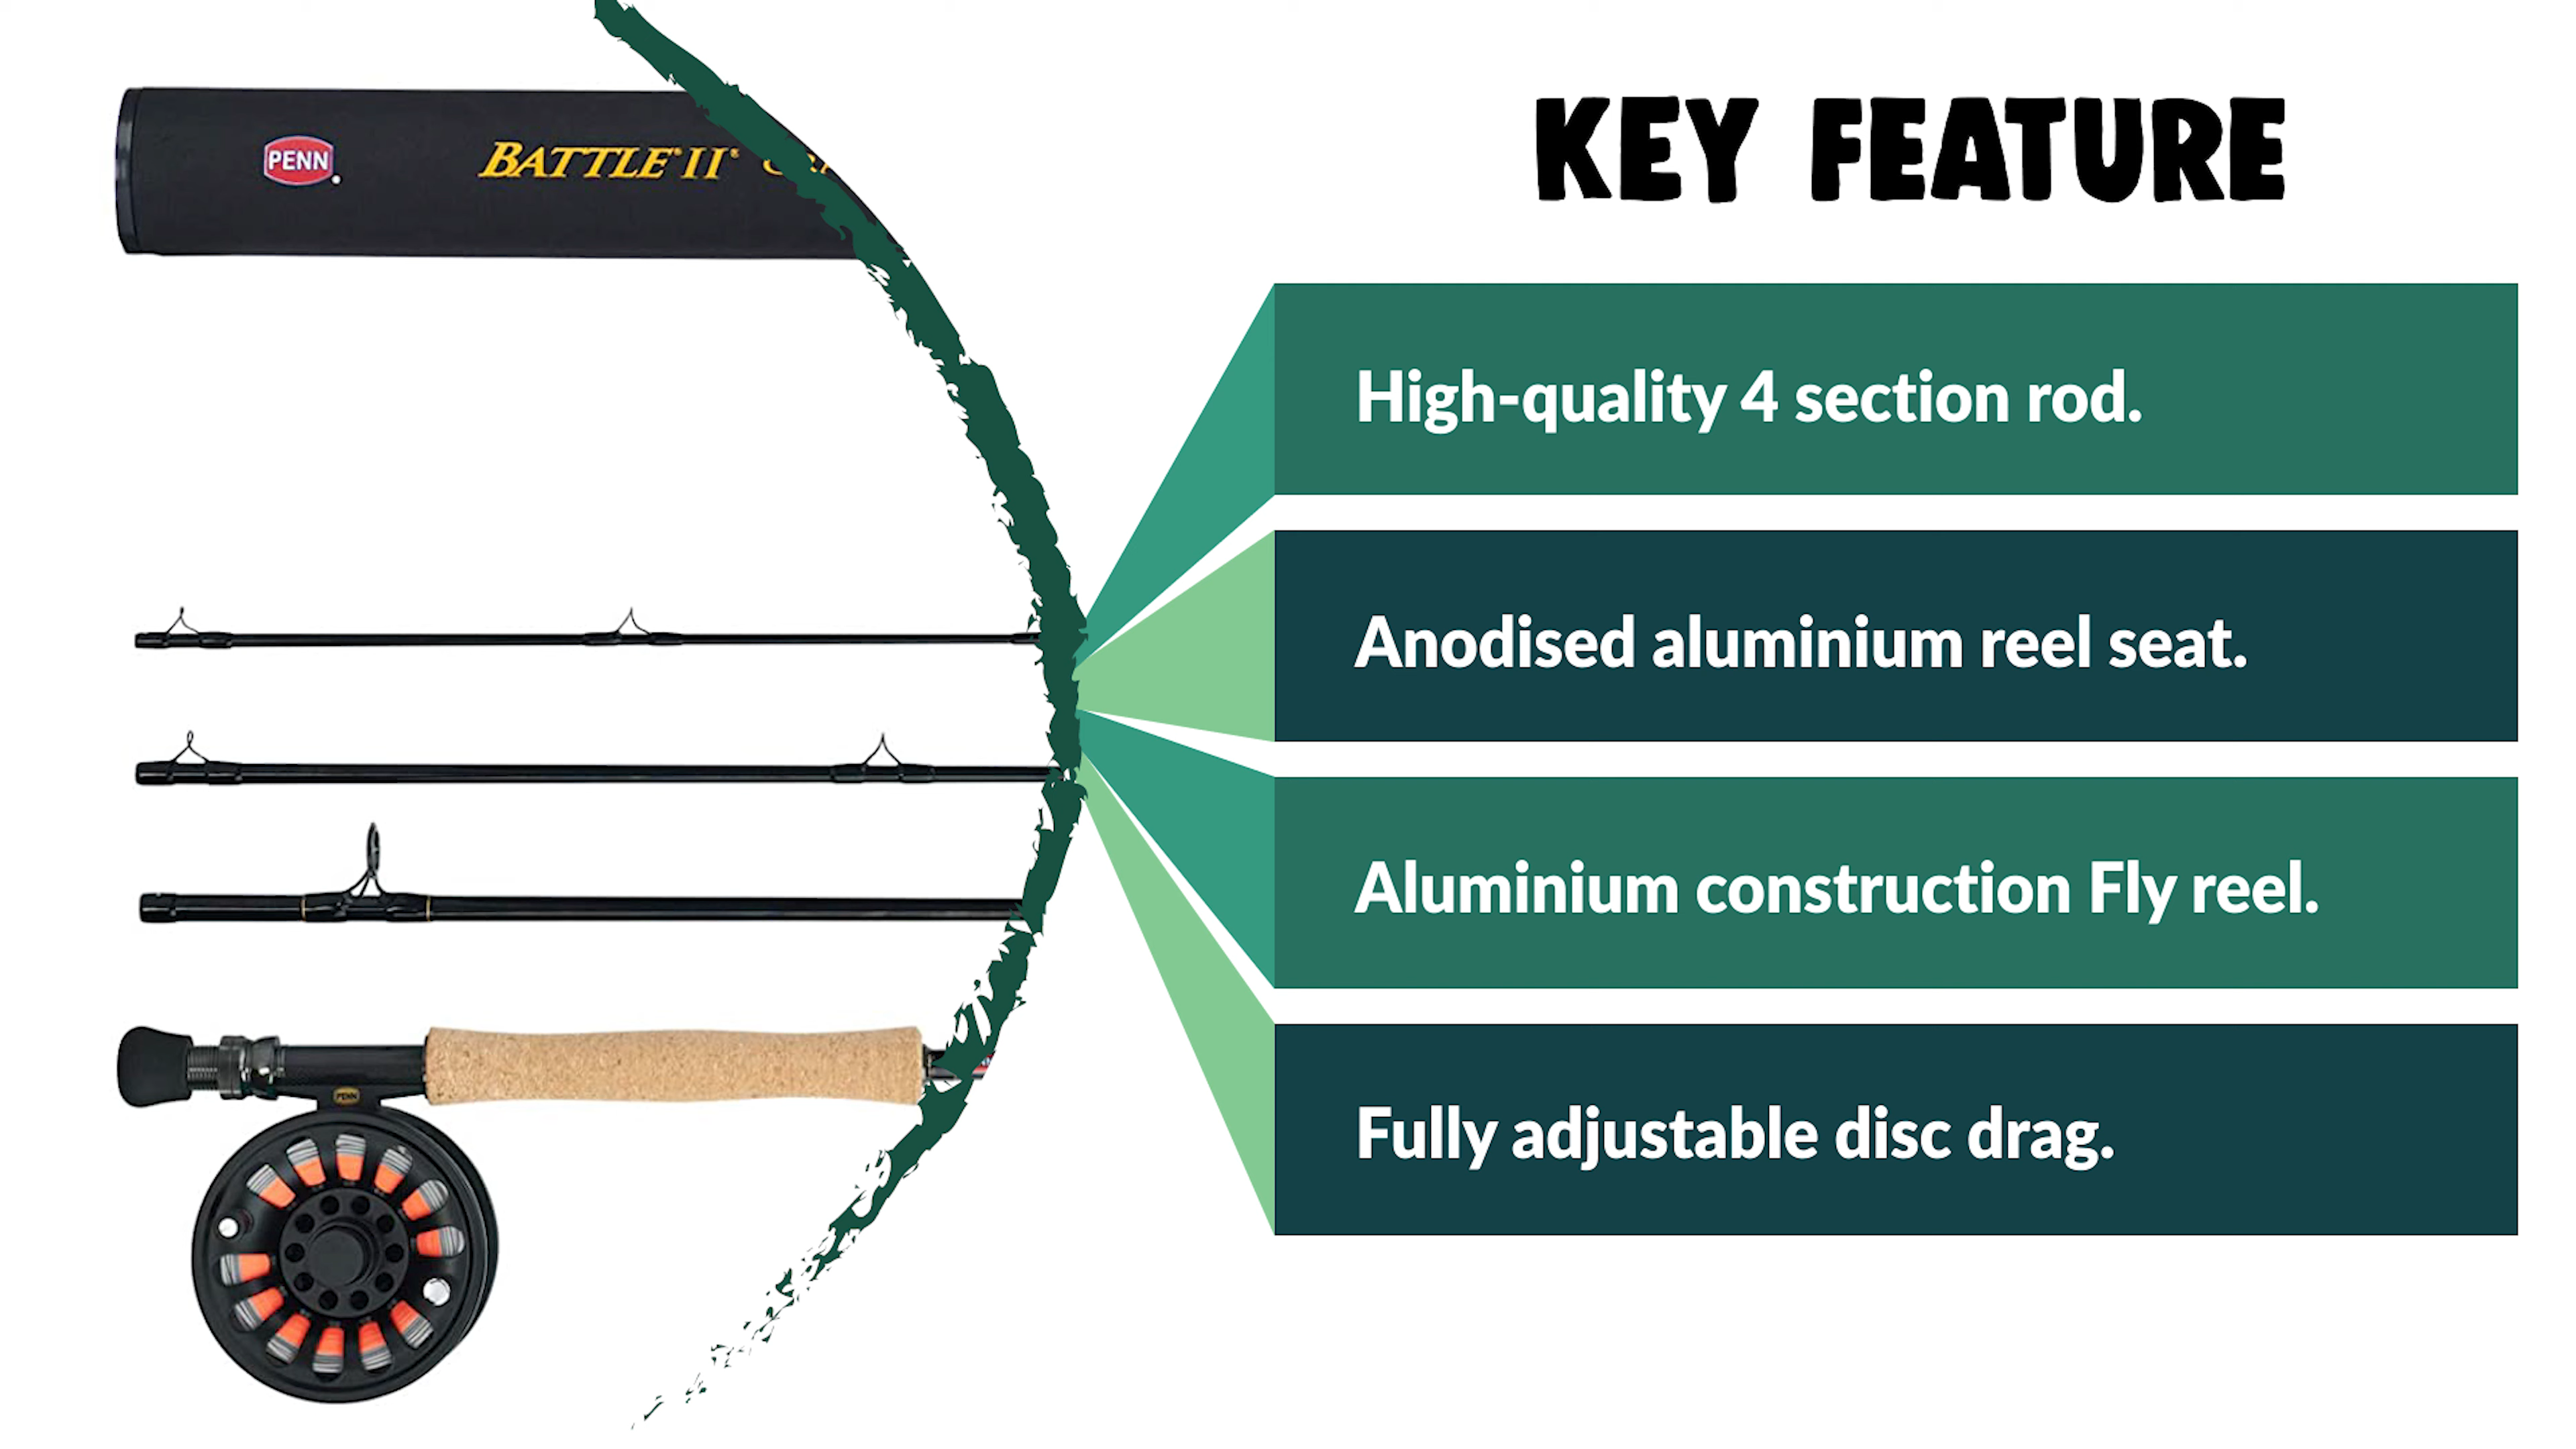 PENN
BATTLE® II®
KEY FEATURE
High-quality 4 section rod.
Anodised aluminium reel seat.
Aluminium construction Fly reel.
Fully adjustable disc drag.
PENN